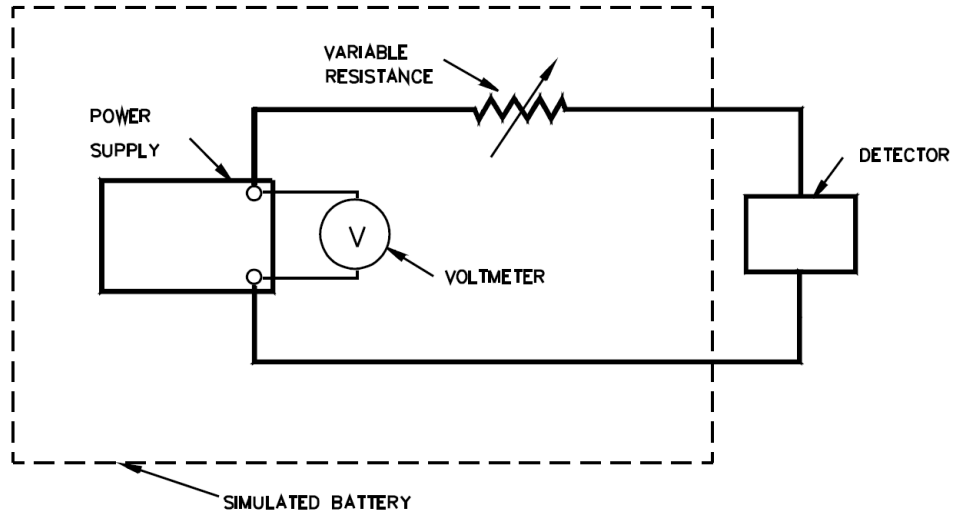 VARIABLE
RESISTANCE
POWER
SUPPLY
DETECTOR
V
VOLTMETER
SIMULATED BATTERY